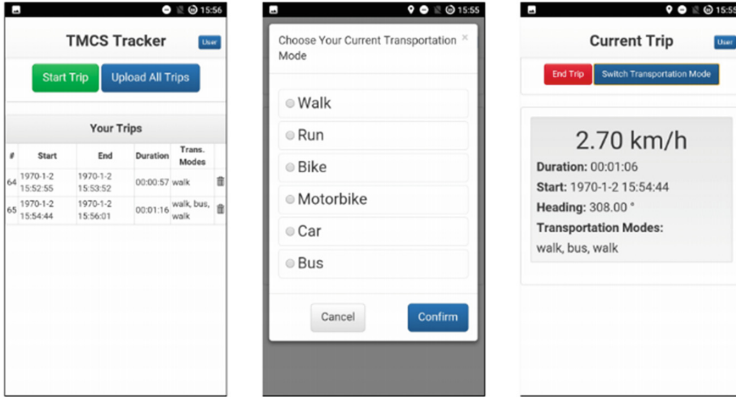 15:56
TMCS Tracker
User
Start Trip
Upload All Trips
Your Trips
# Start End Duration Trans. Modes
64 1970-1-2 15:52:55 1970-1-2 15:53:52 00:00:57 walk
65 1970-1-2 15:54:44 1970-1-2 15:56:01 00:01:16 walk, bus, walk
15:55
Choose Your Current Transportation ×
Mode
Walk
Run
Bike
Motorbike
Car
Bus
Cancel
Confirm
15:55
Current Trip
User
End Trip
Switch Transportation Mode
2.70 km/h
Duration: 00:01:06
Start: 1970-1-2 15:54:44
Heading: 308.00 °
Transportation Modes:
walk, bus, walk